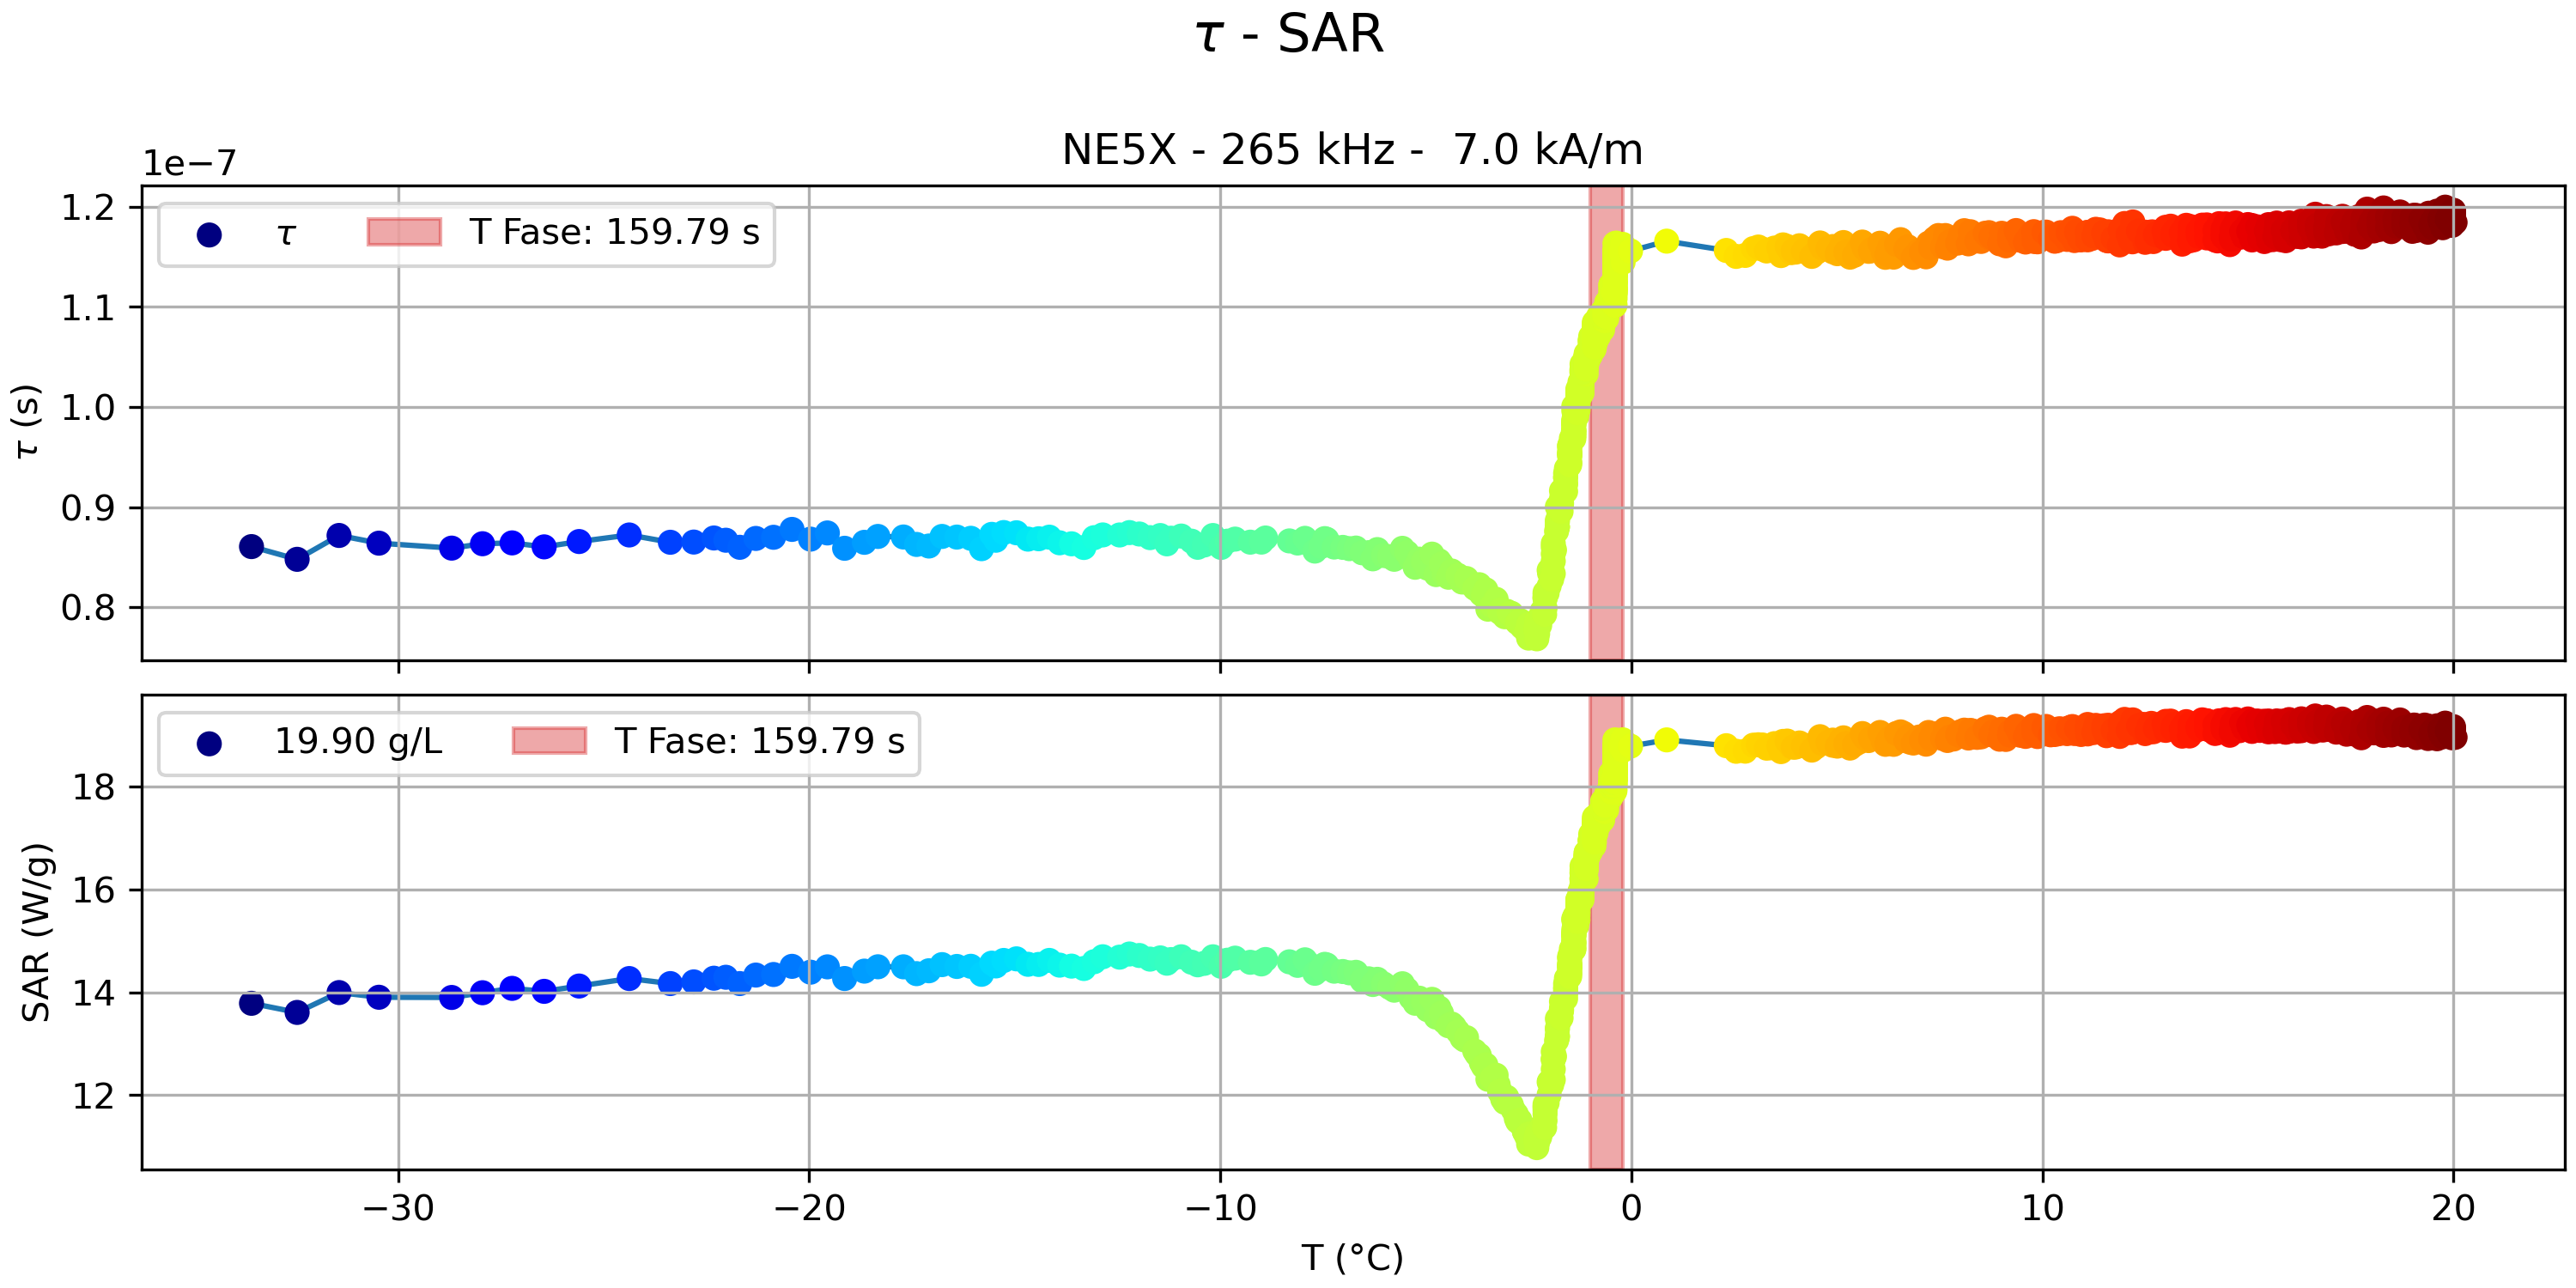 τ - SAR
NE5X - 265 kHz -  7.0 kA/m
1e−7
1.2
1.1
1.0
0.9
0.8
τ (s)
τ
T Fase: 159.79 s
18
16
14
12
SAR (W/g)
19.90 g/L
T Fase: 159.79 s
−30
−20
−10
0
10
20
T (°C)